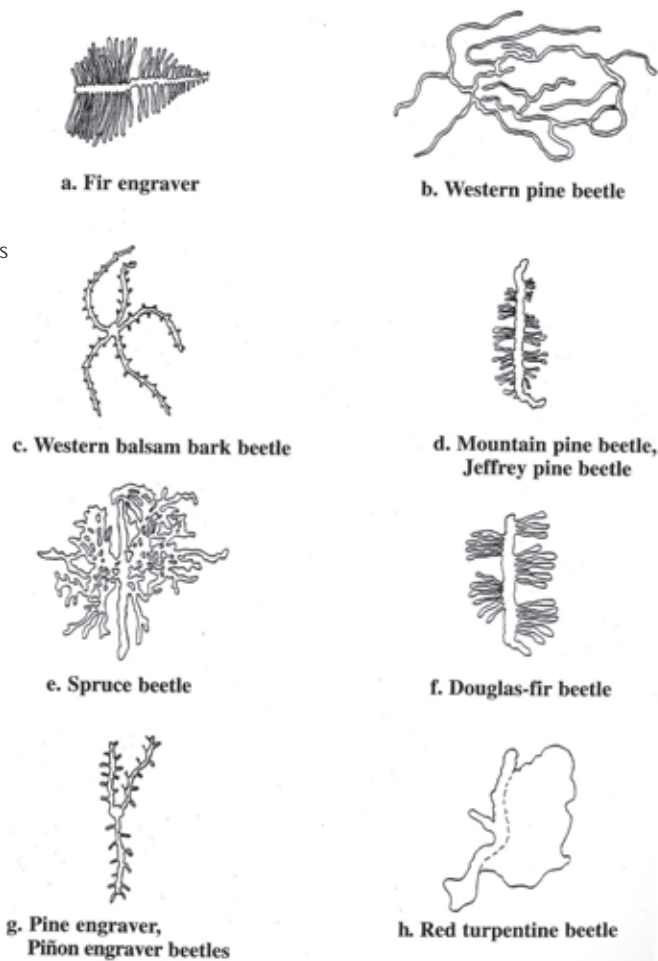 a. Fir engraver
b. Western pine beetle
s
c. Western balsam bark beetle
d. Mountain pine beetle,
Jeffrey pine beetle
e. Spruce beetle
f. Douglas-fir beetle
g. Pine engraver,
Piñon engraver beetles
h. Red turpentine beetle